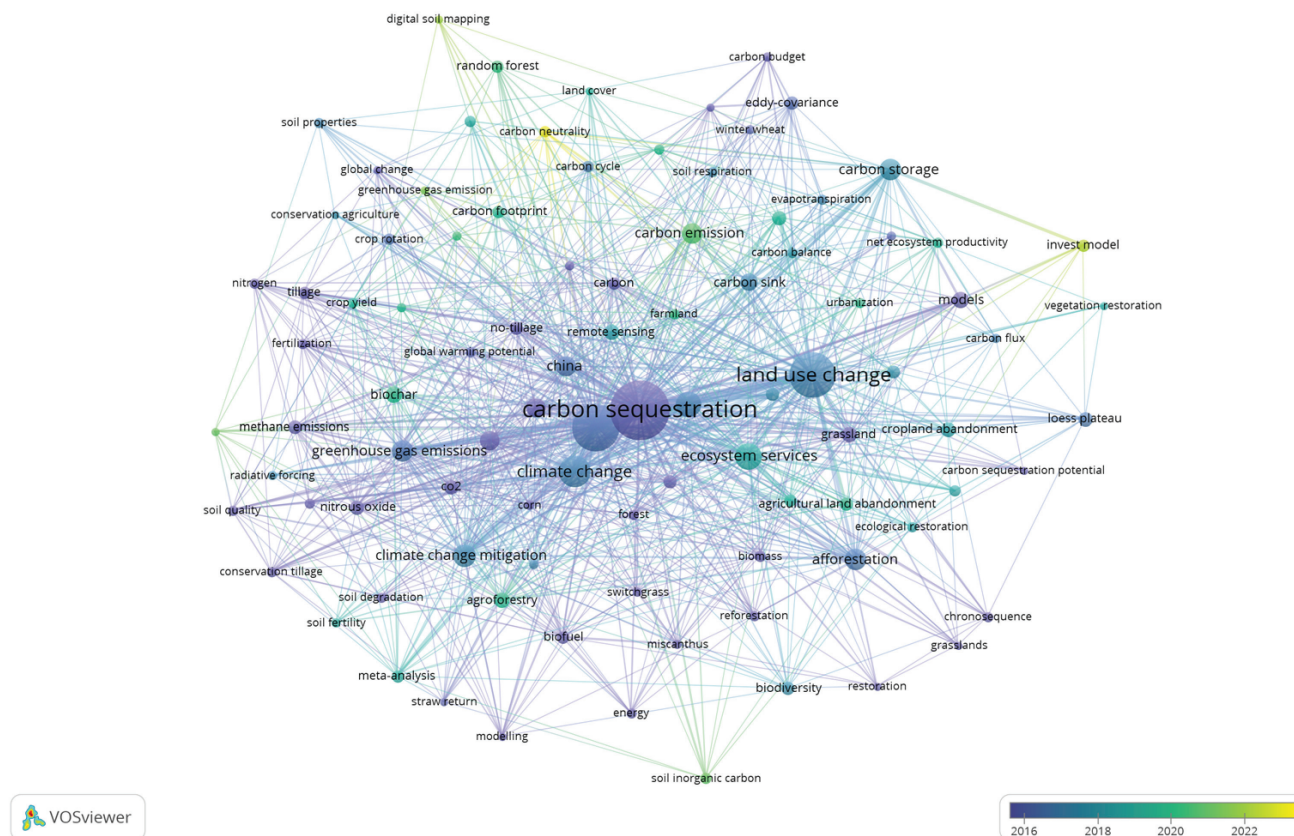 digital soil mapping
carbon budget
random forest
land cover
eddy-covariance
soil properties
carbon neutrality
winter wheat
global change
carbon cycle
soil respiration
carbon storage
greenhouse gas emission
evapotranspiration
conservation agriculture
carbon footprint
carbon emission
crop rotation
net ecosystem productivity
invest model
carbon balance
nitrogen
tillage
carbon
carbon sink
crop yield
urbanization
models
vegetation restoration
farmland
no-tillage
remote sensing
fertilization
global warming potential
carbon flux
china
land use change
biochar
carbon sequestration
loess plateau
methane emissions
grassland
cropland abandonment
greenhouse gas emissions
ecosystem services
radiative forcing
climate change
carbon sequestration potential
co2
soil quality
nitrous oxide
corn
forest
agricultural land abandonment
ecological restoration
climate change mitigation
biomass
afforestation
conservation tillage
soil degradation
agroforestry
switchgrass
reforestation
chronosequence
soil fertility
biofuel
miscanthus
grasslands
meta-analysis
biodiversity
restoration
straw return
energy
modelling
soil inorganic carbon
VOSviewer
2016 2018 2020 2022